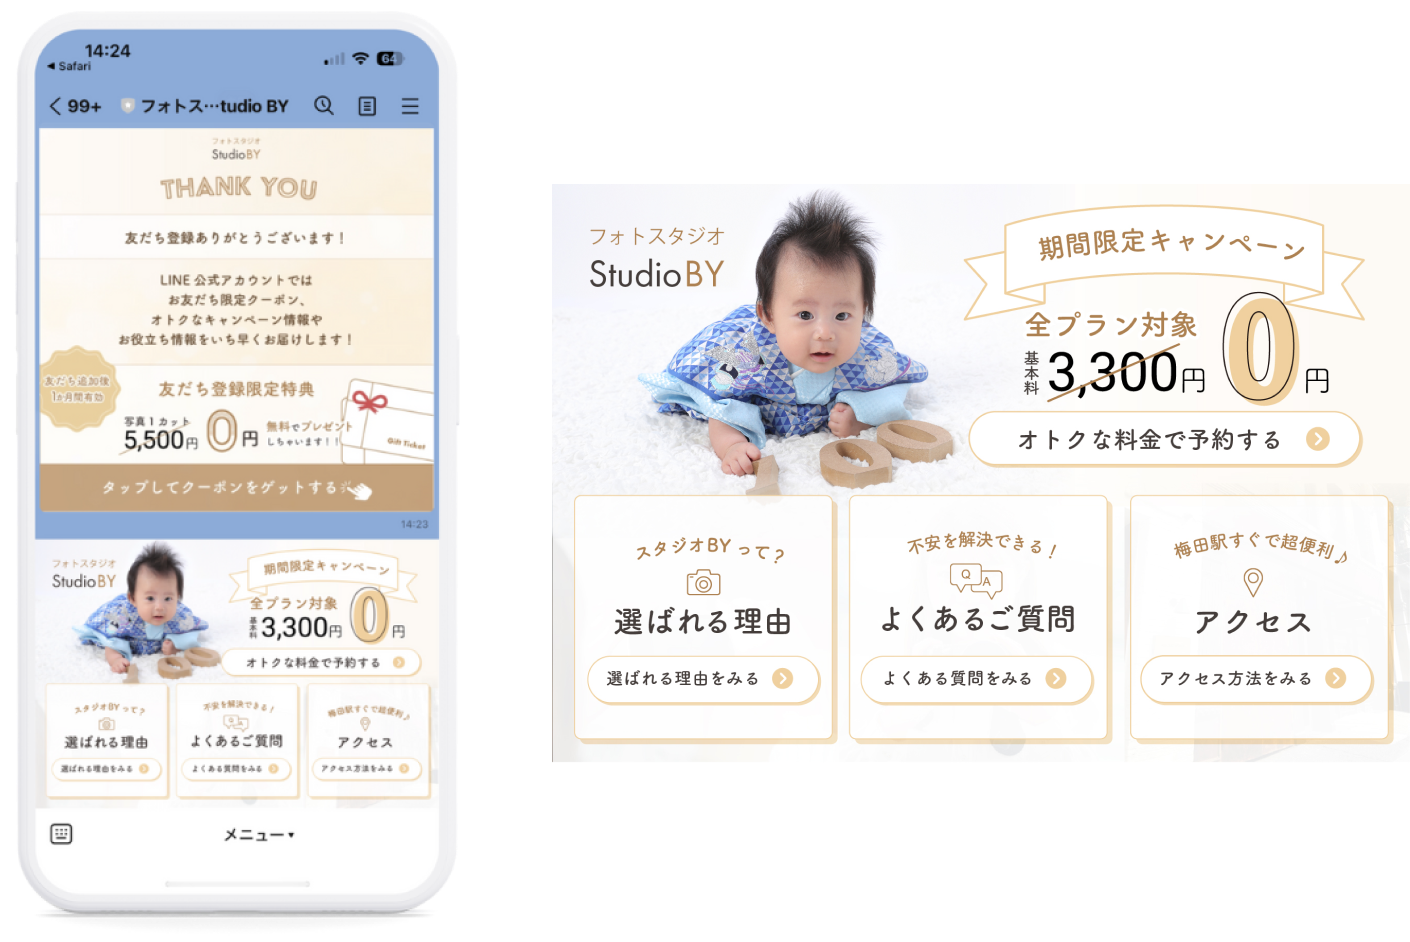 14:24
◀ Safari
64
99+
フォトス…tudio BY
フォトスタジオ
StudioBY
THANK YOU
友だち登録ありがとうございます！
LINE 公式アカウントでは
お友だち限定クーポン、
オトクなキャンペーン情報や
お役立ち情報をいち早くお届けします！
友だち追加後
1か月間有効
友だち登録限定特典
写真1カット
5,500円
0円
無料でプレゼント
しちゃいます！！
Gift Ticket
タップしてクーポンをゲットする
14:23
フォトスタジオ
StudioBY
期間限定キャンペーン
全プラン対象
基本料
3,300円
0円
オトクな料金で予約する
スタジオBYって？
選ばれる理由
選ばれる理由をみる
不安を解決できる！
Q A
よくあるご質問
よくある質問をみる
梅田駅すぐで超便利♪
アクセス
アクセス方法をみる
メニュー▾
フォトスタジオ
StudioBY
期間限定キャンペーン
全プラン対象
基本料
3,300円
0円
オトクな料金で予約する
スタジオBYって？
選ばれる理由
選ばれる理由をみる
不安を解決できる！
Q A
よくあるご質問
よくある質問をみる
梅田駅すぐで超便利♪
アクセス
アクセス方法をみる